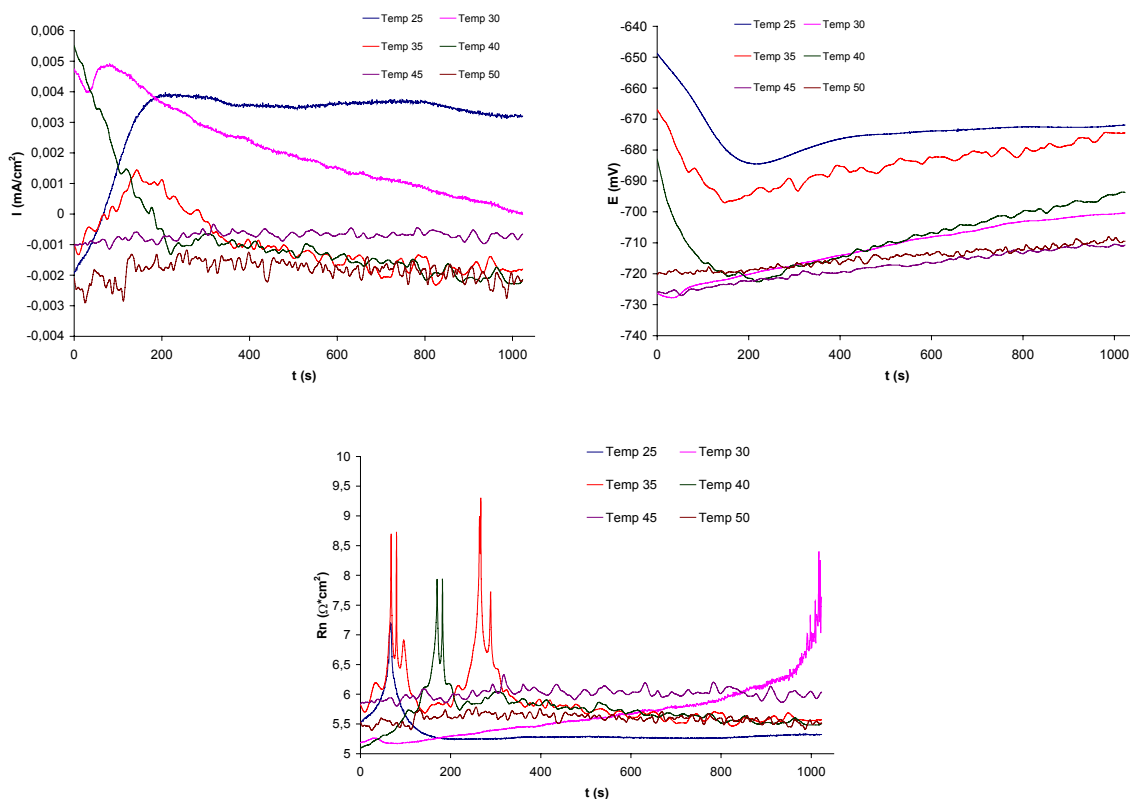 Temp 25 Temp 30
Temp 35 Temp 40
Temp 45 Temp 50
0,006
0,005
0,004
0,003
0,002
0,001
0
-0,001
-0,002
-0,003
-0,004
I (mA/cm²)
0 200 400 600 800 1000
t (s)
Temp 25 Temp 30
Temp 35 Temp 40
Temp 45 Temp 50
-640
-650
-660
-670
-680
-690
-700
-710
-720
-730
-740
E (mV)
0 200 400 600 800 1000
t (s)
Temp 25 Temp 30
Temp 35 Temp 40
Temp 45 Temp 50
10
9,5
9
8,5
8
7,5
7
6,5
6
5,5
5
Rn (Ω*cm²)
0 200 400 600 800 1000
t (s)